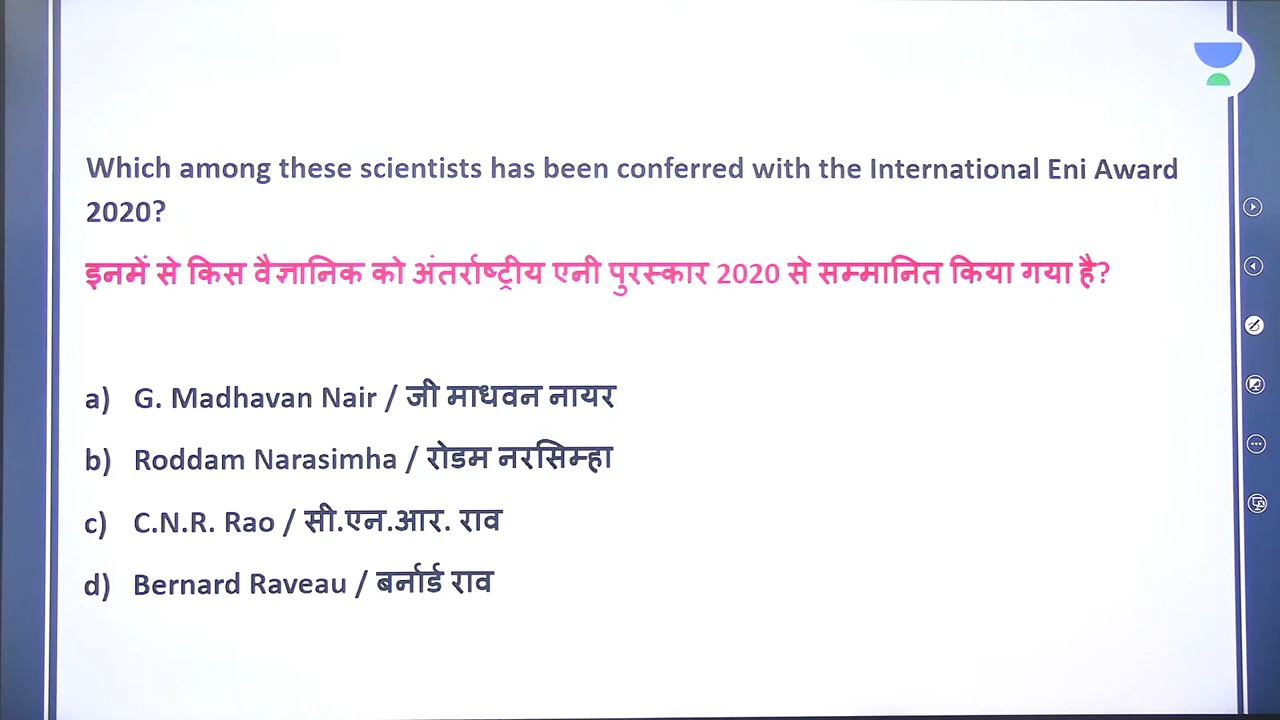 Which among these scientists has been conferred with the International Eni Award
2020?
इनमें से किस वैज्ञानिक को अंतर्राष्ट्रीय एनी पुरस्कार 2020 से सम्मानित किया गया है?
a) G. Madhavan Nair / जी माधवन नायर
b) Roddam Narasimha / रोडम नरसिम्हा
c) C.N.R. Rao / सी.एन.आर. राव
d) Bernard Raveau / बर्नार्ड राव